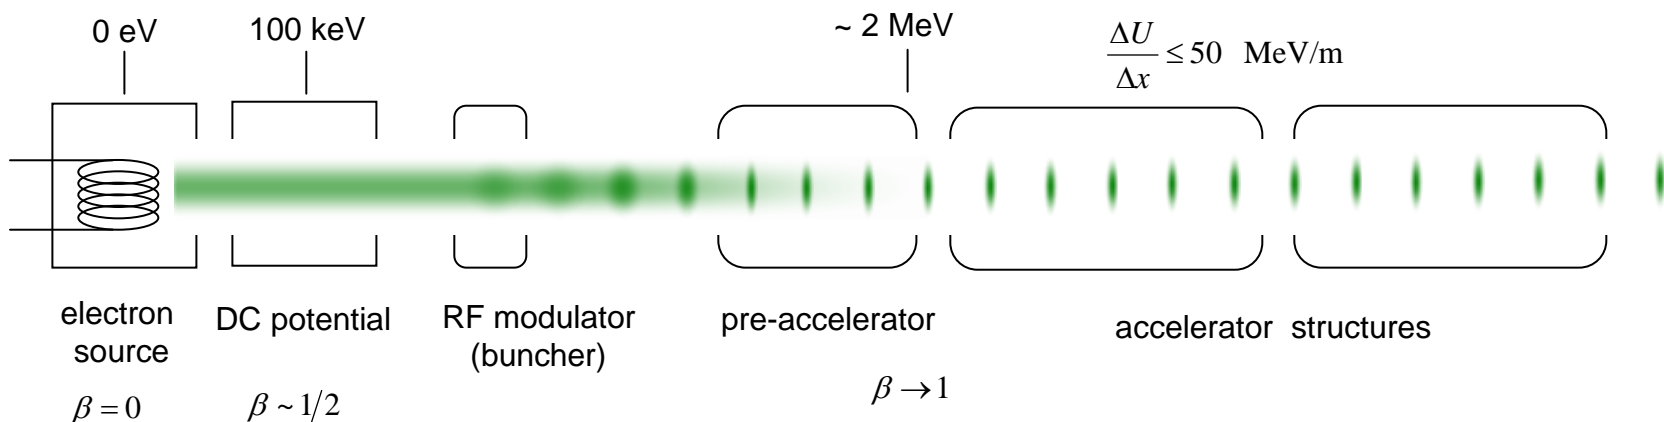 0 eV
100 keV
~ 2 MeV
ΔU/Δx ≤ 50 MeV/m
electron
source
DC potential
RF modulator
(buncher)
pre-accelerator
accelerator structures
β = 0
β ~ 1/2
β → 1